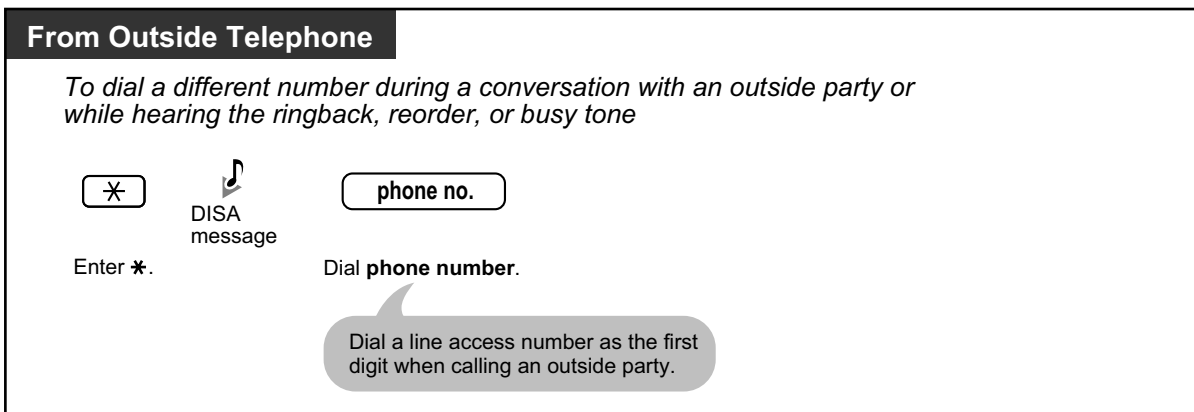 From Outside Telephone
To dial a different number during a conversation with an outside party or
while hearing the ringback, reorder, or busy tone
DISA
message
phone no.
Enter *.
Dial phone number.
Dial a line access number as the first
digit when calling an outside party.